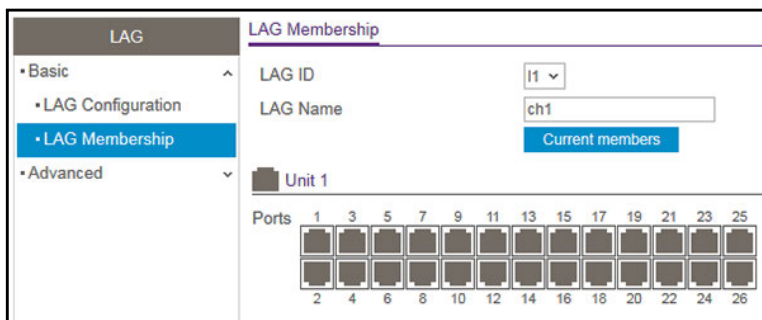 LAG
Basic
LAG Configuration
LAG Membership
Advanced
LAG Membership
LAG ID l1
LAG Name ch1
Current members
Unit 1
Ports 1 3 5 7 9 11 13 15 17 19 21 23 25
2 4 6 8 10 12 14 16 18 20 22 24 26